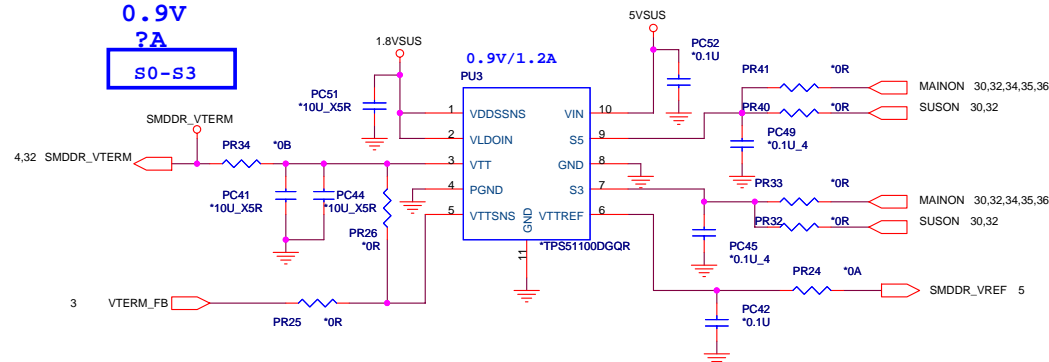 0.9V
?A
S0-S3
1.8VSUS
0.9V/1.2A
PU3
5VSUS
PC52
*0.1U
PC51
*10U_X5R
1 VDDSSNS
2 VLDOIN
3 VTT
4 PGND
5 VTTSNS
VIN 10
S5 9
GND 8
S3 7
VTTREF 6
GND
11
*TPS51100DGQR
PR41 *0R
MAINON 30,32,34,35,36
PR40 *0R
SUSON 30,32
PC49
*0.1U_4
SMDDR_VTERM
4,32 SMDDR_VTERM
PR34 *0B
PC41
*10U_X5R
PC44
*10U_X5R
PR26
*0R
PR33 *0R
MAINON 30,32,34,35,36
PR32 *0R
SUSON 30,32
PC45
*0.1U_4
3 VTERM_FB
PR25 *0R
PR24 *0A
SMDDR_VREF 5
PC42
*0.1U